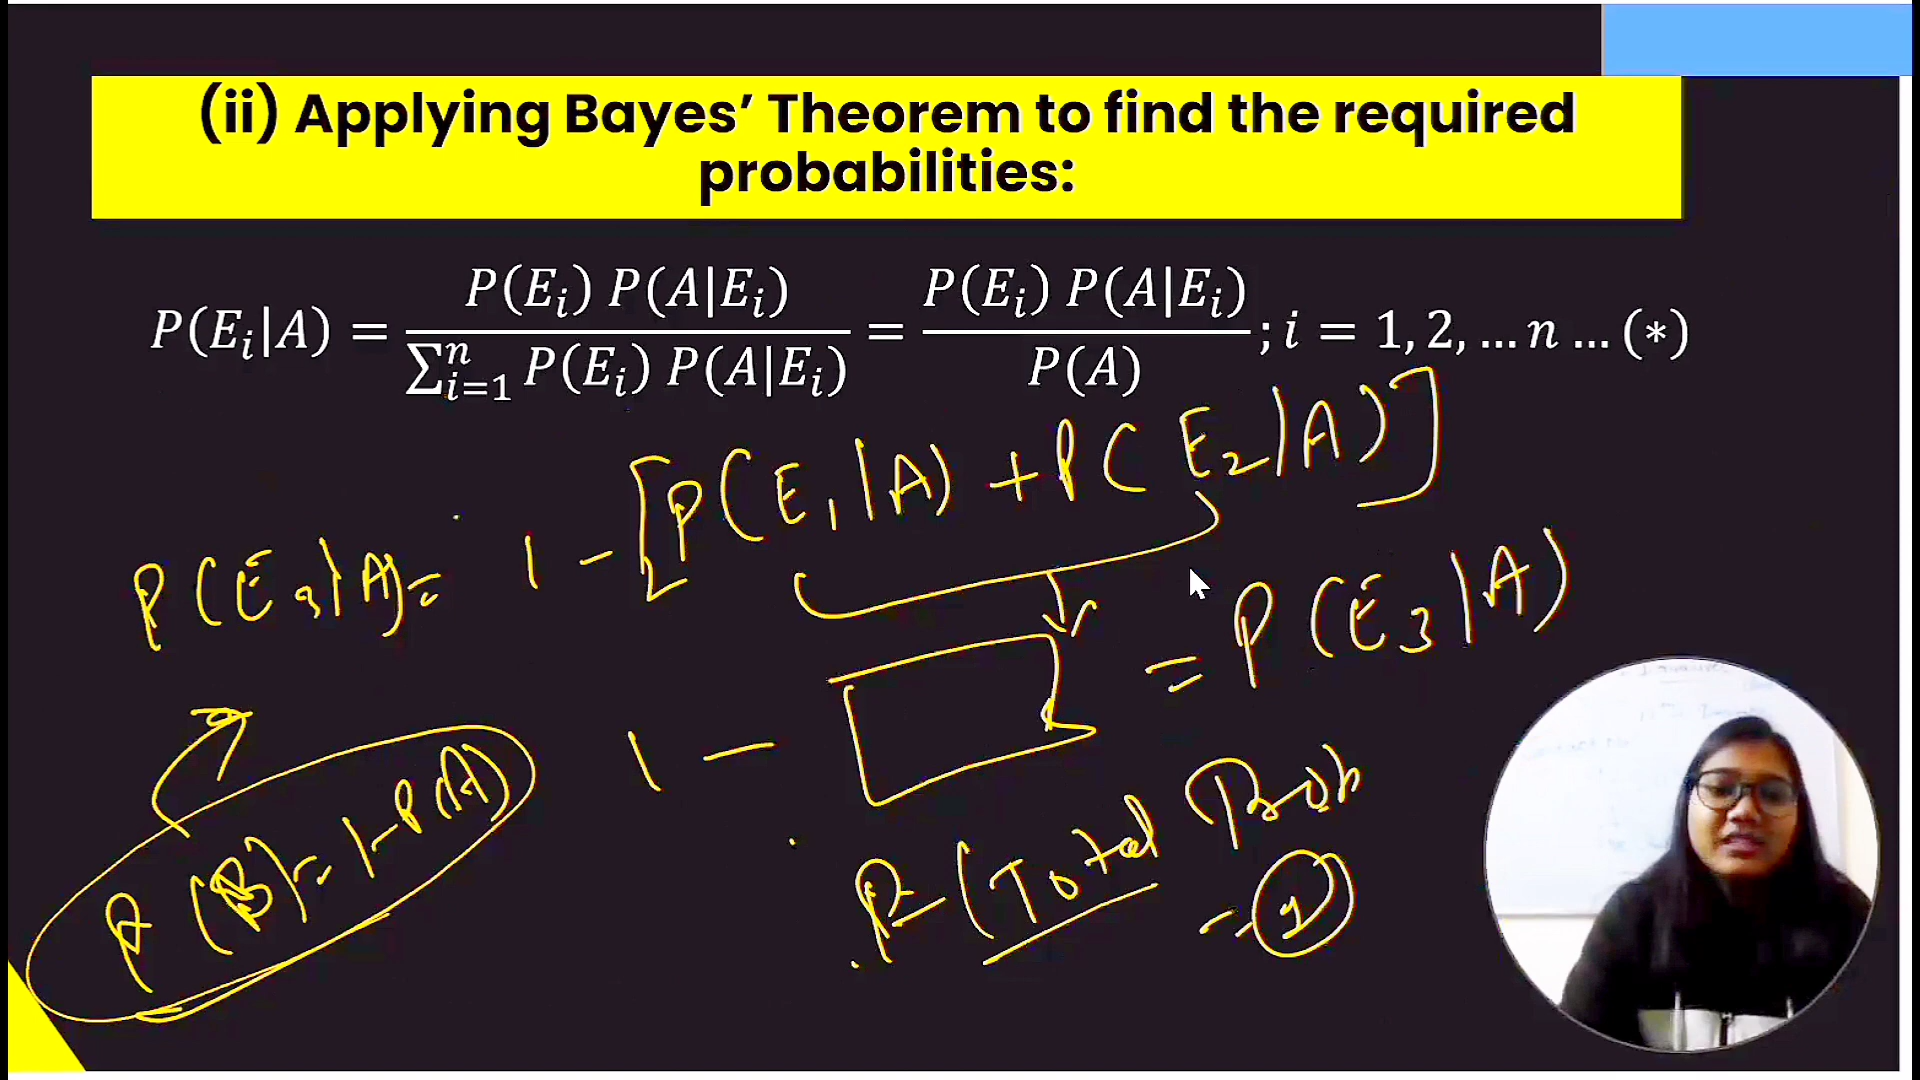 (ii) Applying Bayes’ Theorem to find the required
probabilities:
P(Eᵢ|A) = P(Eᵢ) P(A|Eᵢ) / ∑ⁿᵢ₌₁ P(Eᵢ) P(A|Eᵢ) = P(Eᵢ) P(A|Eᵢ) / P(A) ; i = 1, 2, … n … (∗)
P(E₃|A) = 1 - [P(E₁|A) + P(E₂|A)]
1 - = P(E₃|A)
P(B) = 1 - P(A)
P(Total Prob
= 1